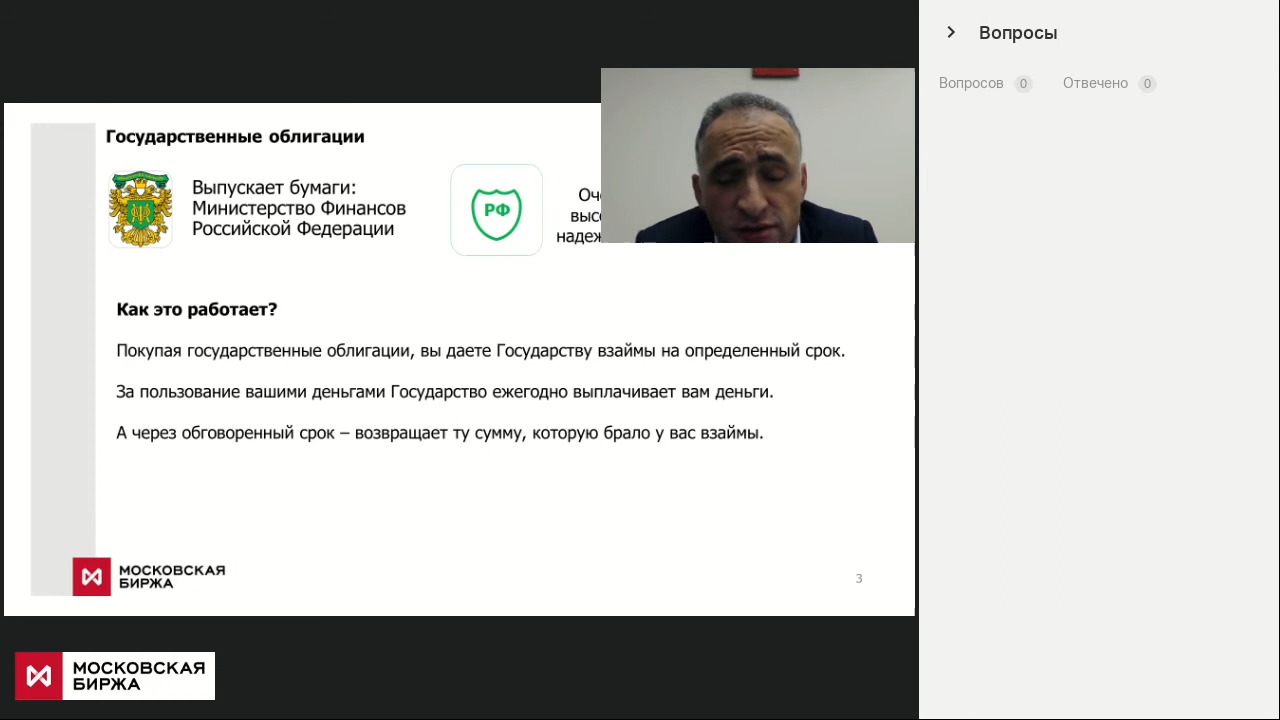 Вопросы
Вопросов 0 Отвечено 0
Государственные облигации
Выпускает бумаги:
Министерство Финансов
Российской Федерации
РФ
Как это работает?
Покупая государственные облигации, вы даете Государству взаймы на определенный срок.
За пользование вашими деньгами Государство ежегодно выплачивает вам деньги.
А через обговоренный срок – возвращает ту сумму, которую брало у вас взаймы.
МОСКОВСКАЯ
БИРЖА
3
МОСКОВСКАЯ
БИРЖА